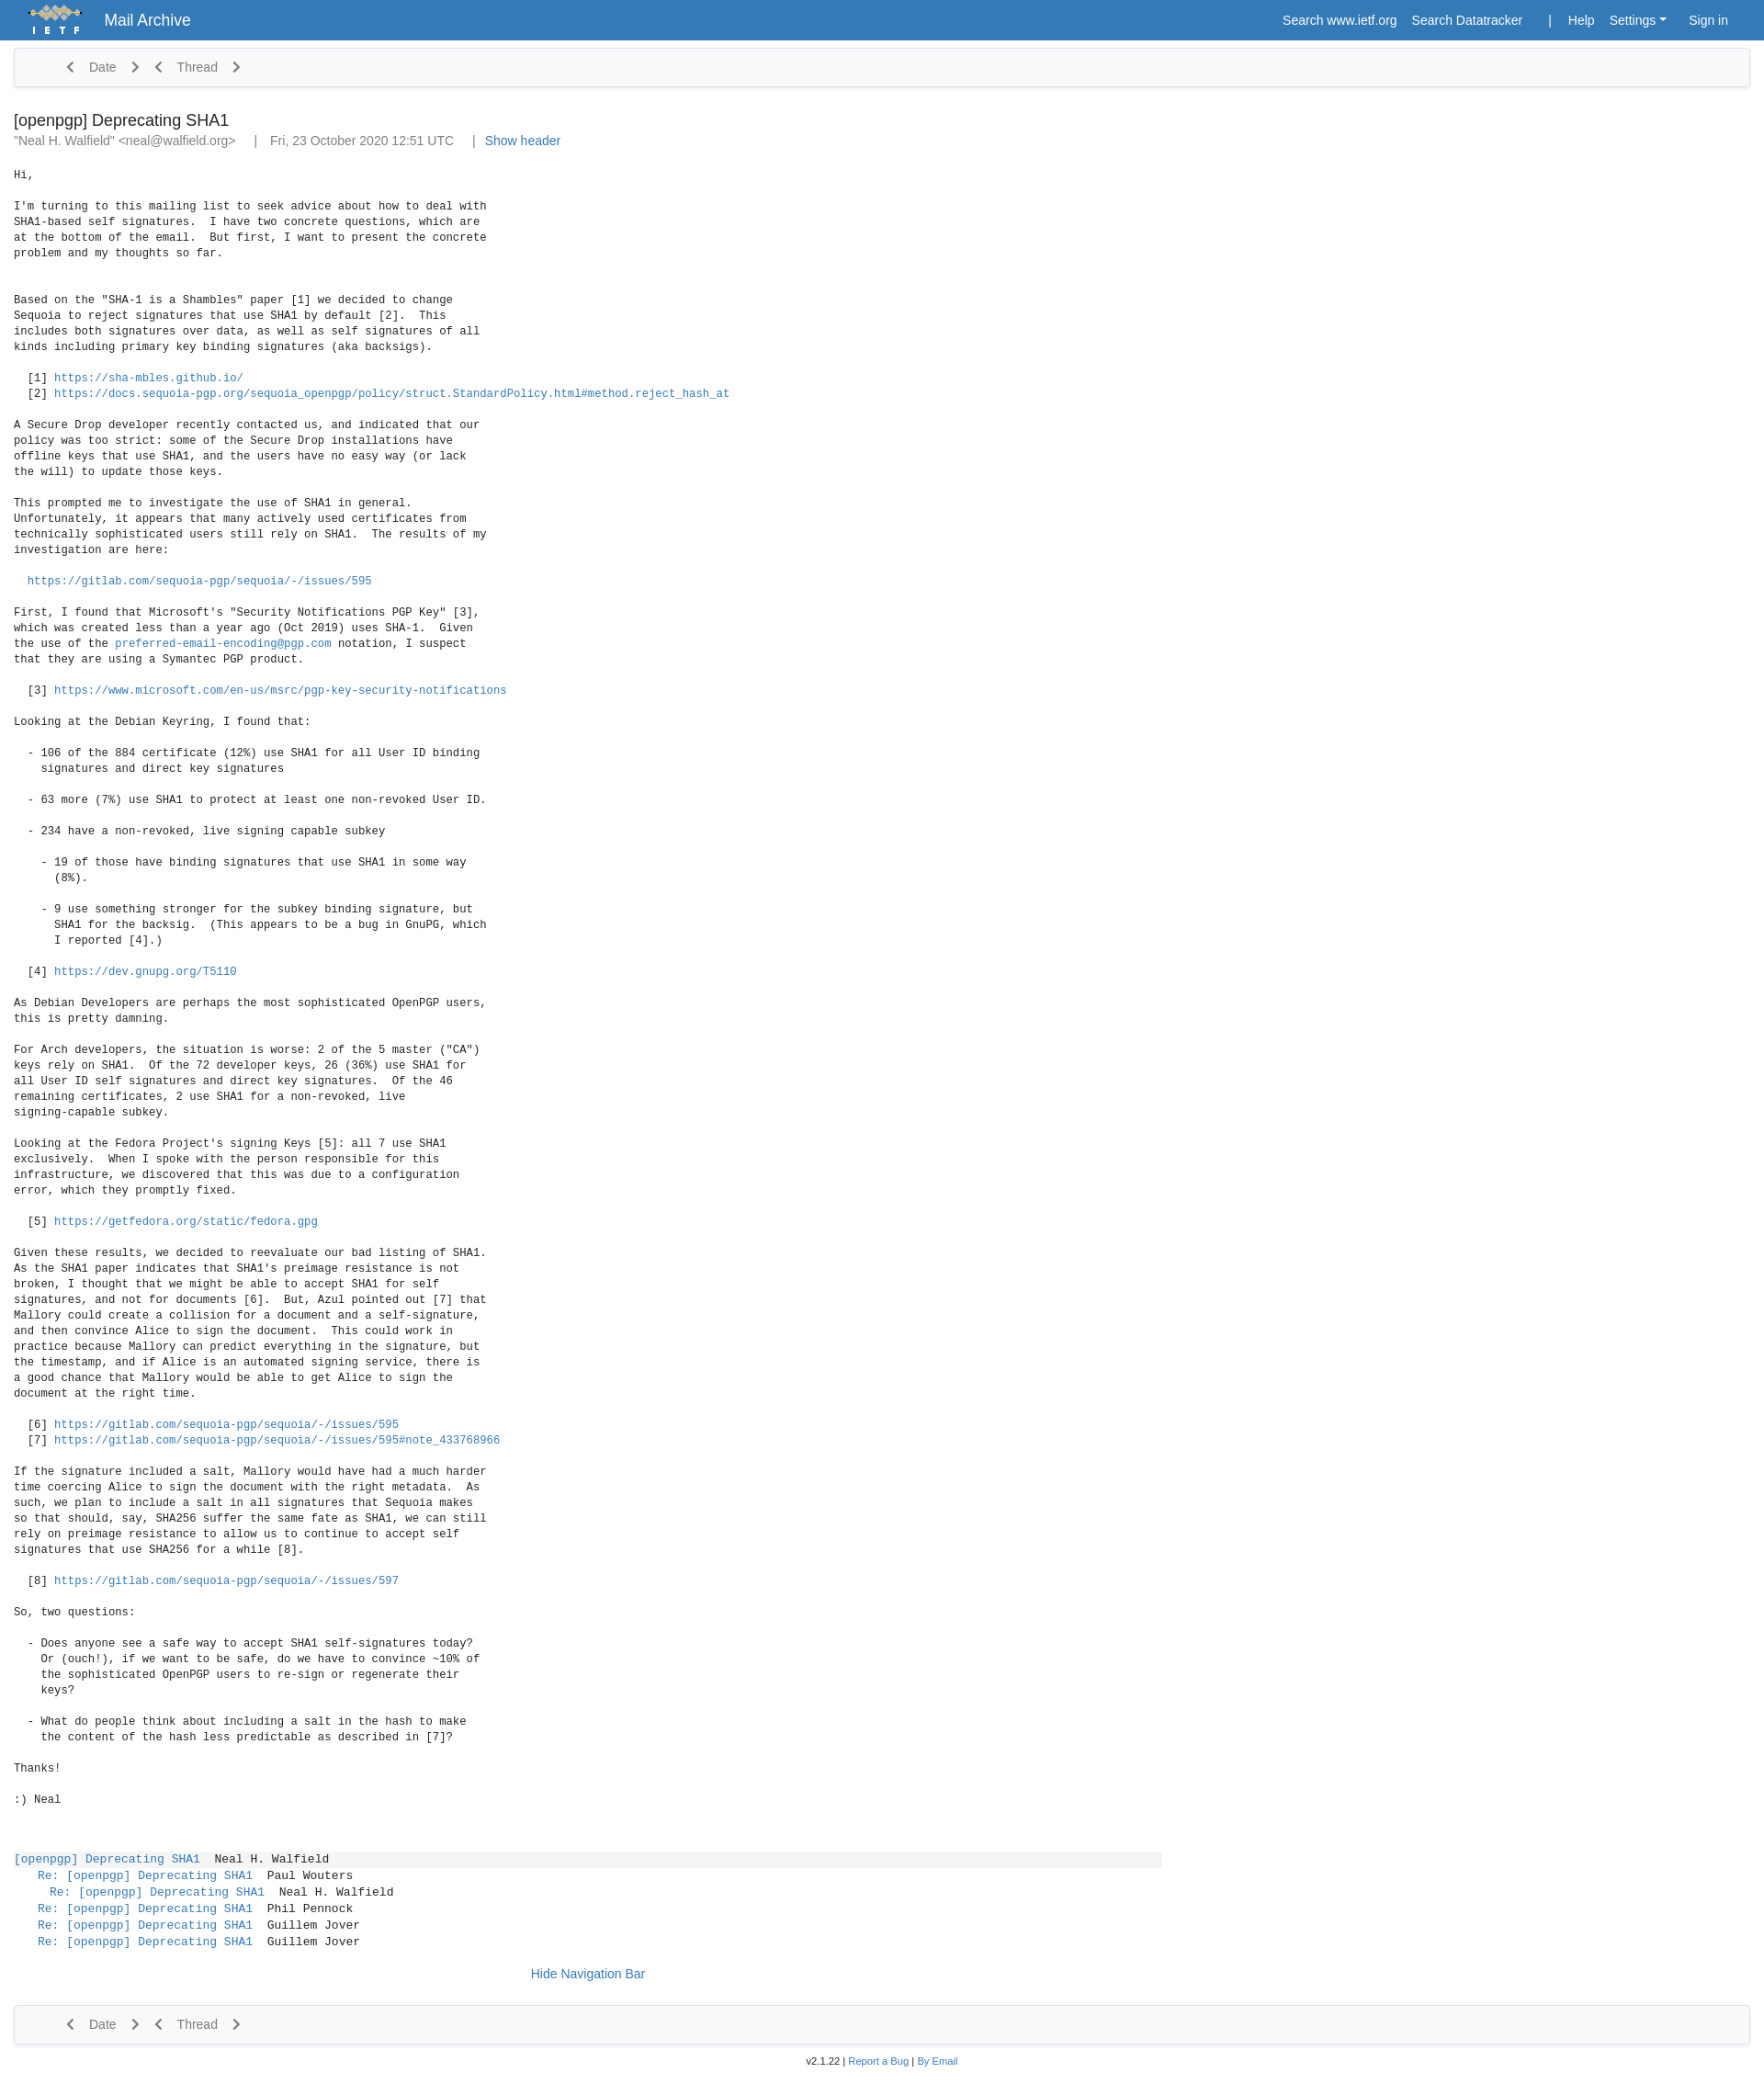 IETF
Mail Archive
Search www.ietf.org Search Datatracker | Help Settings Sign in
Date Thread
[openpgp] Deprecating SHA1
"Neal H. Walfield" <neal@walfield.org> | Fri, 23 October 2020 12:51 UTC | Show header
Hi,
I'm turning to this mailing list to seek advice about how to deal with
SHA1-based self signatures.  I have two concrete questions, which are
at the bottom of the email.  But first, I want to present the concrete
problem and my thoughts so far.
Based on the "SHA-1 is a Shambles" paper [1] we decided to change
Sequoia to reject signatures that use SHA1 by default [2].  This
includes both signatures over data, as well as self signatures of all
kinds including primary key binding signatures (aka backsigs).
[1] https://sha-mbles.github.io/
[2] https://docs.sequoia-pgp.org/sequoia_openpgp/policy/struct.StandardPolicy.html#method.reject_hash_at
A Secure Drop developer recently contacted us, and indicated that our
policy was too strict: some of the Secure Drop installations have
offline keys that use SHA1, and the users have no easy way (or lack
the will) to update those keys.
This prompted me to investigate the use of SHA1 in general.
Unfortunately, it appears that many actively used certificates from
technically sophisticated users still rely on SHA1.  The results of my
investigation are here:
https://gitlab.com/sequoia-pgp/sequoia/-/issues/595
First, I found that Microsoft's "Security Notifications PGP Key" [3],
which was created less than a year ago (Oct 2019) uses SHA-1.  Given
the use of the preferred-email-encoding@pgp.com notation, I suspect
that they are using a Symantec PGP product.
[3] https://www.microsoft.com/en-us/msrc/pgp-key-security-notifications
Looking at the Debian Keyring, I found that:
- 106 of the 884 certificate (12%) use SHA1 for all User ID binding
signatures and direct key signatures
- 63 more (7%) use SHA1 to protect at least one non-revoked User ID.
- 234 have a non-revoked, live signing capable subkey
- 19 of those have binding signatures that use SHA1 in some way
(8%).
- 9 use something stronger for the subkey binding signature, but
SHA1 for the backsig.  (This appears to be a bug in GnuPG, which
I reported [4].)
[4] https://dev.gnupg.org/T5110
As Debian Developers are perhaps the most sophisticated OpenPGP users,
this is pretty damning.
For Arch developers, the situation is worse: 2 of the 5 master ("CA")
keys rely on SHA1.  Of the 72 developer keys, 26 (36%) use SHA1 for
all User ID self signatures and direct key signatures.  Of the 46
remaining certificates, 2 use SHA1 for a non-revoked, live
signing-capable subkey.
Looking at the Fedora Project's signing Keys [5]: all 7 use SHA1
exclusively.  When I spoke with the person responsible for this
infrastructure, we discovered that this was due to a configuration
error, which they promptly fixed.
[5] https://getfedora.org/static/fedora.gpg
Given these results, we decided to reevaluate our bad listing of SHA1.
As the SHA1 paper indicates that SHA1's preimage resistance is not
broken, I thought that we might be able to accept SHA1 for self
signatures, and not for documents [6].  But, Azul pointed out [7] that
Mallory could create a collision for a document and a self-signature,
and then convince Alice to sign the document.  This could work in
practice because Mallory can predict everything in the signature, but
the timestamp, and if Alice is an automated signing service, there is
a good chance that Mallory would be able to get Alice to sign the
document at the right time.
[6] https://gitlab.com/sequoia-pgp/sequoia/-/issues/595
[7] https://gitlab.com/sequoia-pgp/sequoia/-/issues/595#note_433768966
If the signature included a salt, Mallory would have had a much harder
time coercing Alice to sign the document with the right metadata.  As
such, we plan to include a salt in all signatures that Sequoia makes
so that should, say, SHA256 suffer the same fate as SHA1, we can still
rely on preimage resistance to allow us to continue to accept self
signatures that use SHA256 for a while [8].
[8] https://gitlab.com/sequoia-pgp/sequoia/-/issues/597
So, two questions:
- Does anyone see a safe way to accept SHA1 self-signatures today?
Or (ouch!), if we want to be safe, do we have to convince ~10% of
the sophisticated OpenPGP users to re-sign or regenerate their
keys?
- What do people think about including a salt in the hash to make
the content of the hash less predictable as described in [7]?
Thanks!
:) Neal
[openpgp] Deprecating SHA1  Neal H. Walfield
Re: [openpgp] Deprecating SHA1  Paul Wouters
Re: [openpgp] Deprecating SHA1  Neal H. Walfield
Re: [openpgp] Deprecating SHA1  Phil Pennock
Re: [openpgp] Deprecating SHA1  Guillem Jover
Re: [openpgp] Deprecating SHA1  Guillem Jover
Hide Navigation Bar
Date Thread
v2.1.22 | Report a Bug | By Email